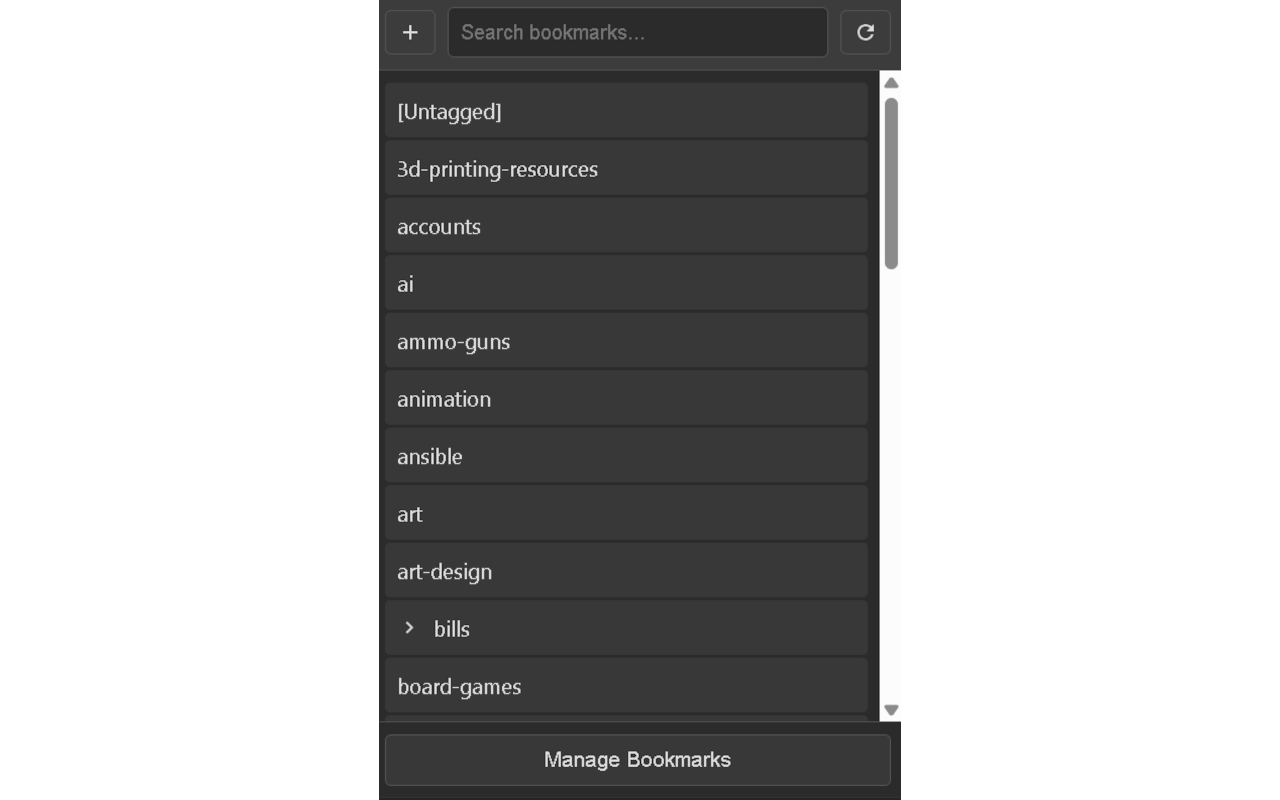 +
Search bookmarks...
[Untagged]
3d-printing-resources
accounts
ai
ammo-guns
animation
ansible
art
art-design
bills
board-games
Manage Bookmarks